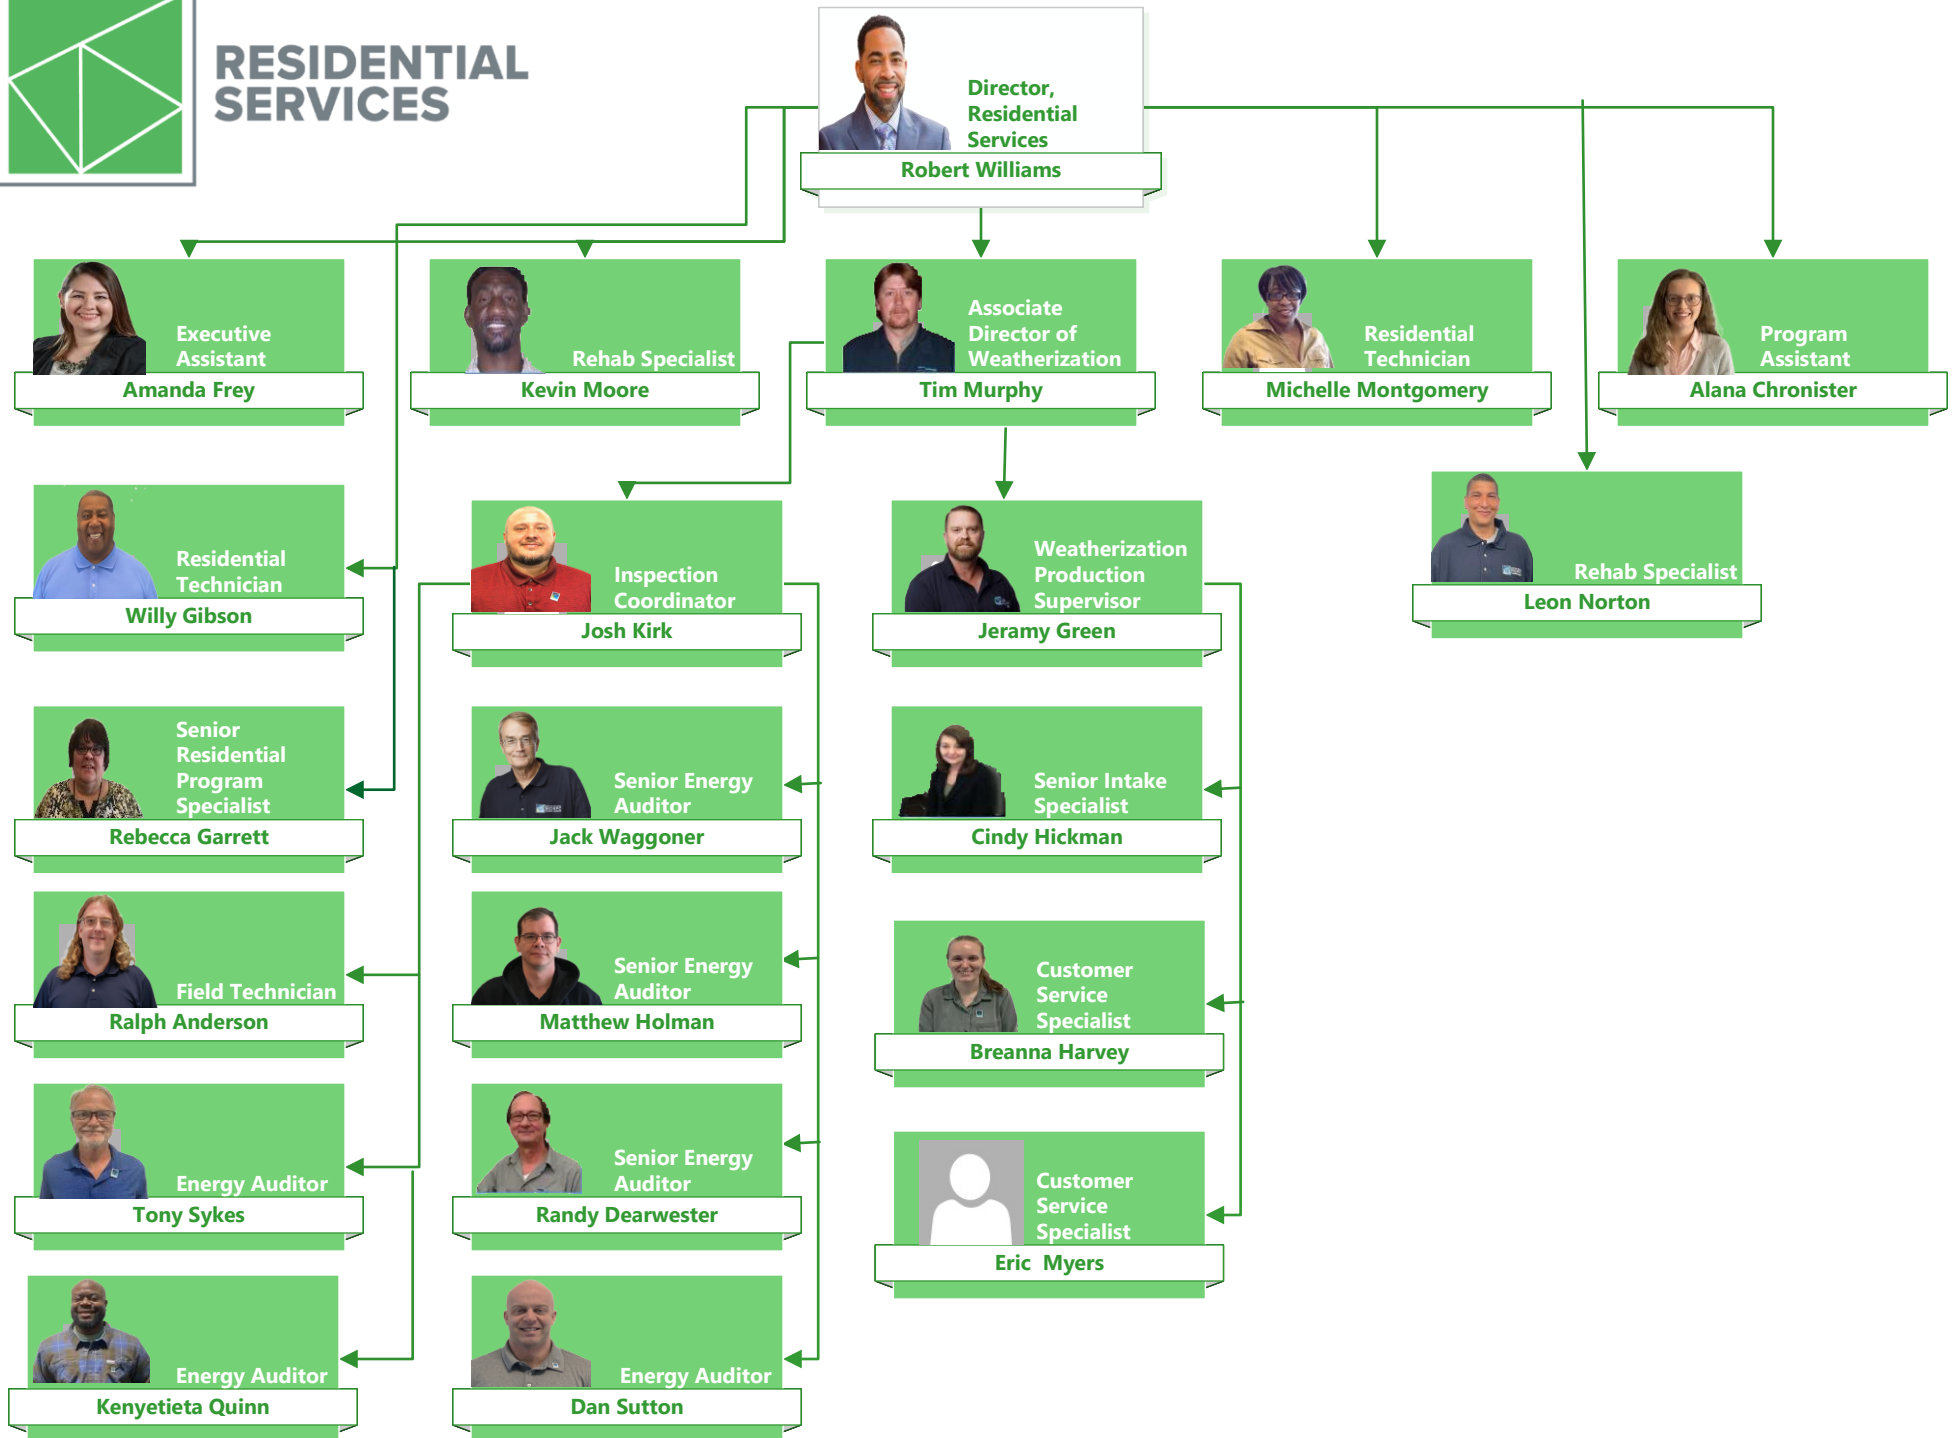 RESIDENTIAL
SERVICES
Director,
Residential
Services
Robert Williams
Executive
Assistant
Amanda Frey
Rehab Specialist
Kevin Moore
Associate
Director of
Weatherization
Tim Murphy
Residential
Technician
Michelle Montgomery
Program
Assistant
Alana Chronister
Residential
Technician
Willy Gibson
Inspection
Coordinator
Josh Kirk
Weatherization
Production
Supervisor
Jeramy Green
Rehab Specialist
Leon Norton
Senior
Residential
Program
Specialist
Rebecca Garrett
Senior Energy
Auditor
Jack Waggoner
Senior Intake
Specialist
Cindy Hickman
Field Technician
Ralph Anderson
Senior Energy
Auditor
Matthew Holman
Customer
Service
Specialist
Breanna Harvey
Energy Auditor
Tony Sykes
Senior Energy
Auditor
Randy Dearwester
Customer
Service
Specialist
Eric  Myers
Energy Auditor
Kenyetieta Quinn
Energy Auditor
Dan Sutton